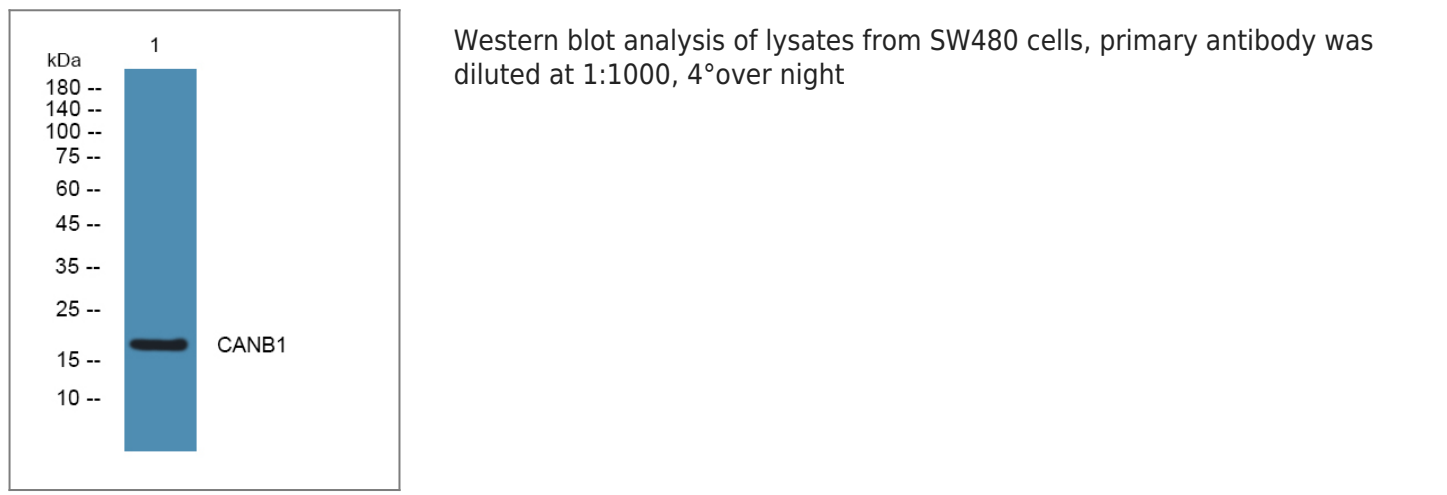 1
kDa
180 --
140 --
100 --
75 --
60 --
45 --
35 --
25 --
CANB1
15 --
10 --
Western blot analysis of lysates from SW480 cells, primary antibody was
diluted at 1:1000, 4°over night